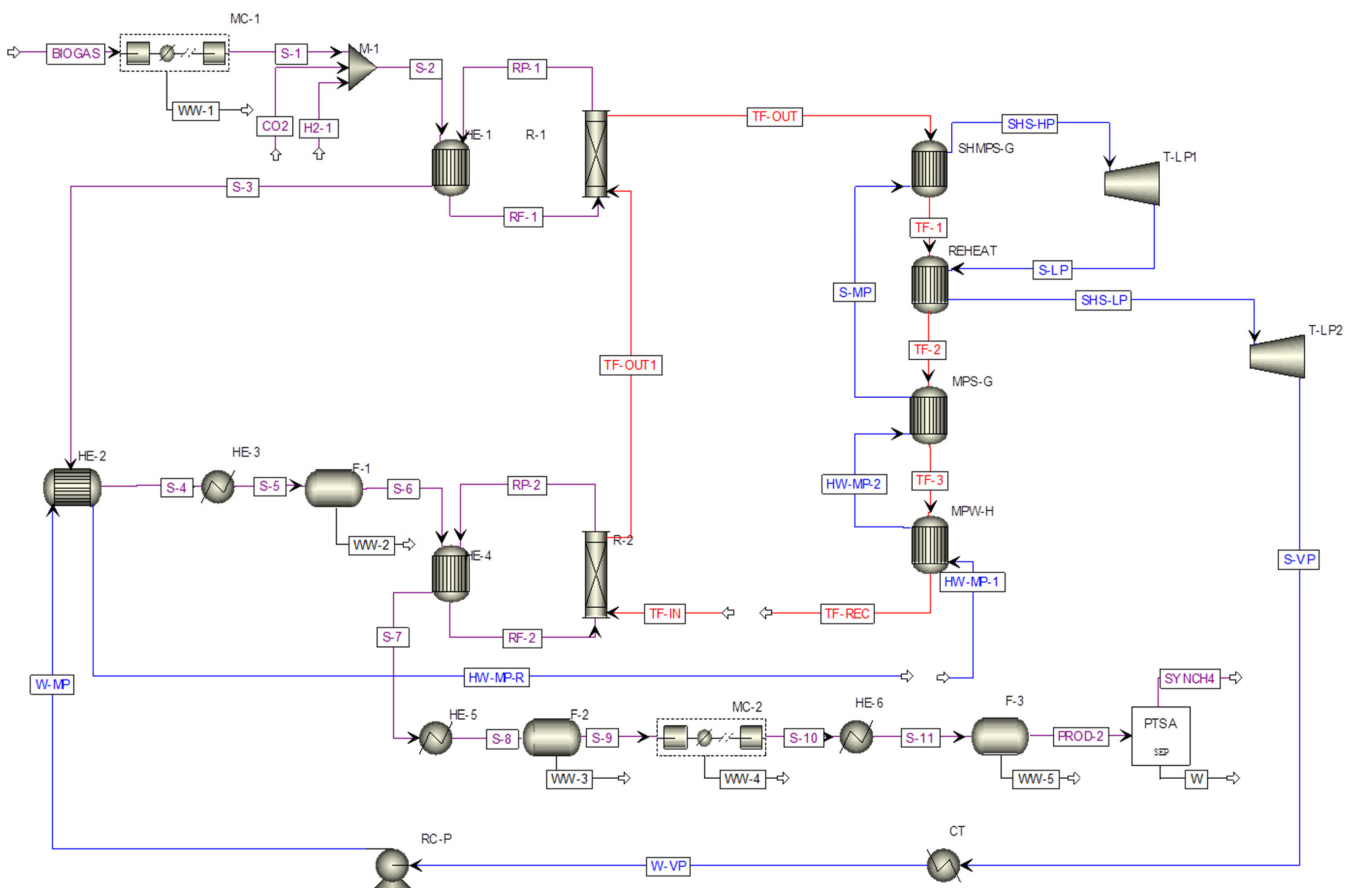 MC-1
BIOGAS
S-1
M-1
S-2
RP-1
WW-1
CO2
H2-1
HE-1
R-1
TF-OUT
SHS-HP
T-LP1
SHMPS-G
S-3
RF-1
TF-1
REHEAT
S-LP
S-MP
SHS-LP
T-LP2
TF-OUT1
TF-2
MPS-G
HE-2
HE-3
F-1
S-4
S-5
S-6
RP-2
HW-MP-2
TF-3
MPW-H
WW-2
HE-4
R-2
S-VP
HW-MP-1
TF-IN
TF-REC
S-7
RF-2
W-MP
HW-MP-R
SYNCH4
HE-5
F-2
MC-2
HE-6
F-3
PTSA
SEP
S-8
S-9
S-10
S-11
PROD-2
WW-3
WW-4
WW-5
W
RC-P
CT
W-VP